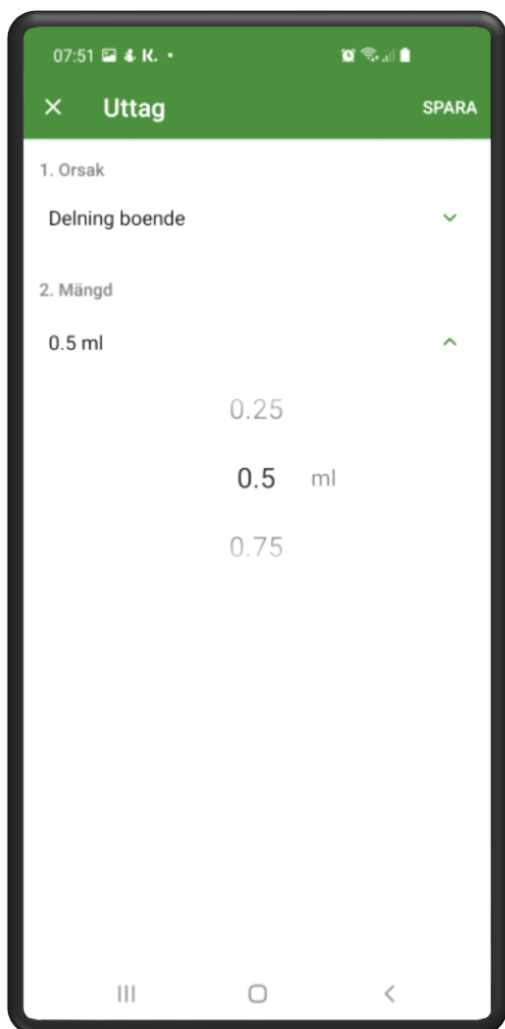 07:51 K. •
Uttag
SPARA
1. Orsak
Delning boende
2. Mängd
0.5 ml
0.25
0.5 ml
0.75